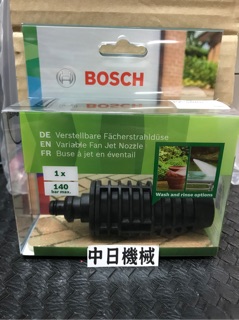 BOSCH
DE Verstellbare Fächerstrahldüse
EN Variable Fan Jet Nozzle
FR Buse à jet en éventail
1 x
140
bar max.
Wash and rinse options
中日機械